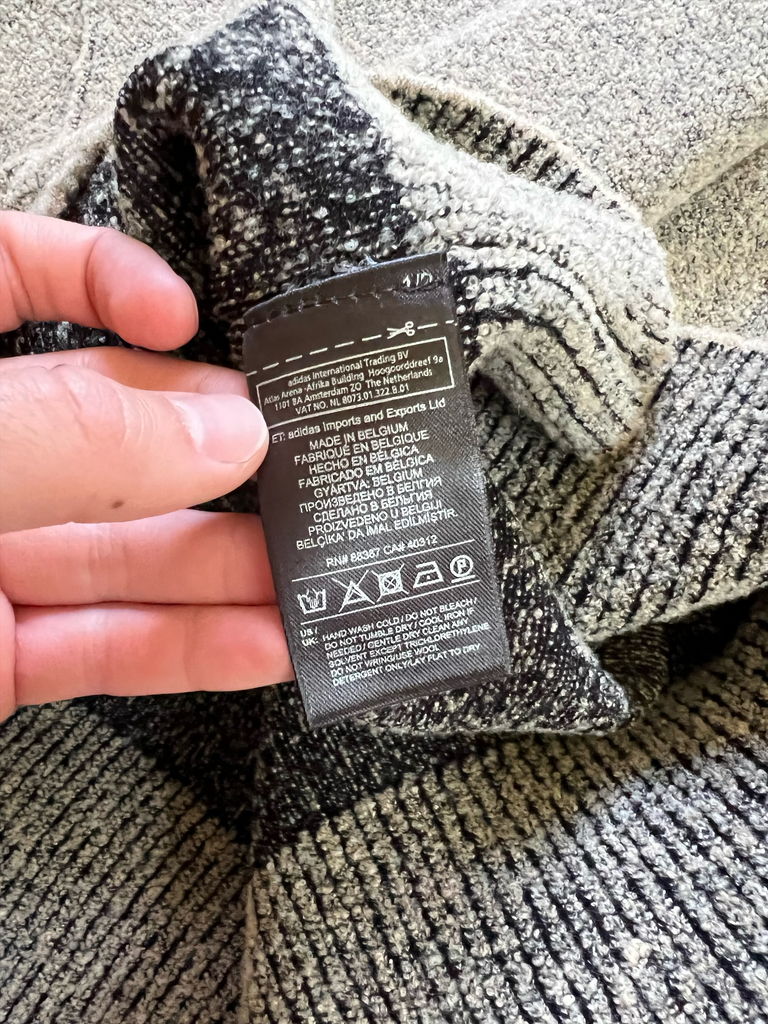 1/2
adidas International Trading BV
Atlas Arena -Afrika Building Hoogoorddreef 9a
1101 BA Amsterdam ZO The Netherlands
VAT NO. NL 8073.01.322.B.01
ET: adidas Imports and Exports Ltd
MADE IN BELGIUM
FABRIQUÉ EN BELGIQUE
HECHO EN BÉLGICA
FABRICADO EM BÉLGICA
GYÁRTVA: BELGIUM
ПРОИЗВЕДЕНО В БЕЛГИЯ
СДЕЛАНО В БЕЛЬГИЯ
PROIZVEDENO U BELGIJI
BELÇİKA' DA İMAL EDİLMİŞTİR.
RN# 88387 CA# 40312
US / UK: HAND WASH COLD / DO NOT BLEACH /
DO NOT TUMBLE DRY / COOL IRON IF
NEEDED / GENTLE DRY CLEAN ANY
SOLVENT EXCEPT TRICLORETHYLENE
DO NOT WRING/USE WOOL
DETERGENT ONLY/LAY FLAT TO DRY